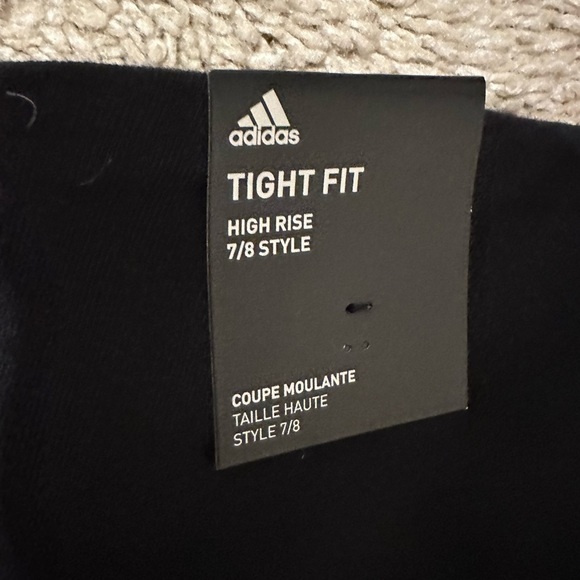 adidas
TIGHT FIT
HIGH RISE
7/8 STYLE
COUPE MOULANTE
TAILLE HAUTE
STYLE 7/8